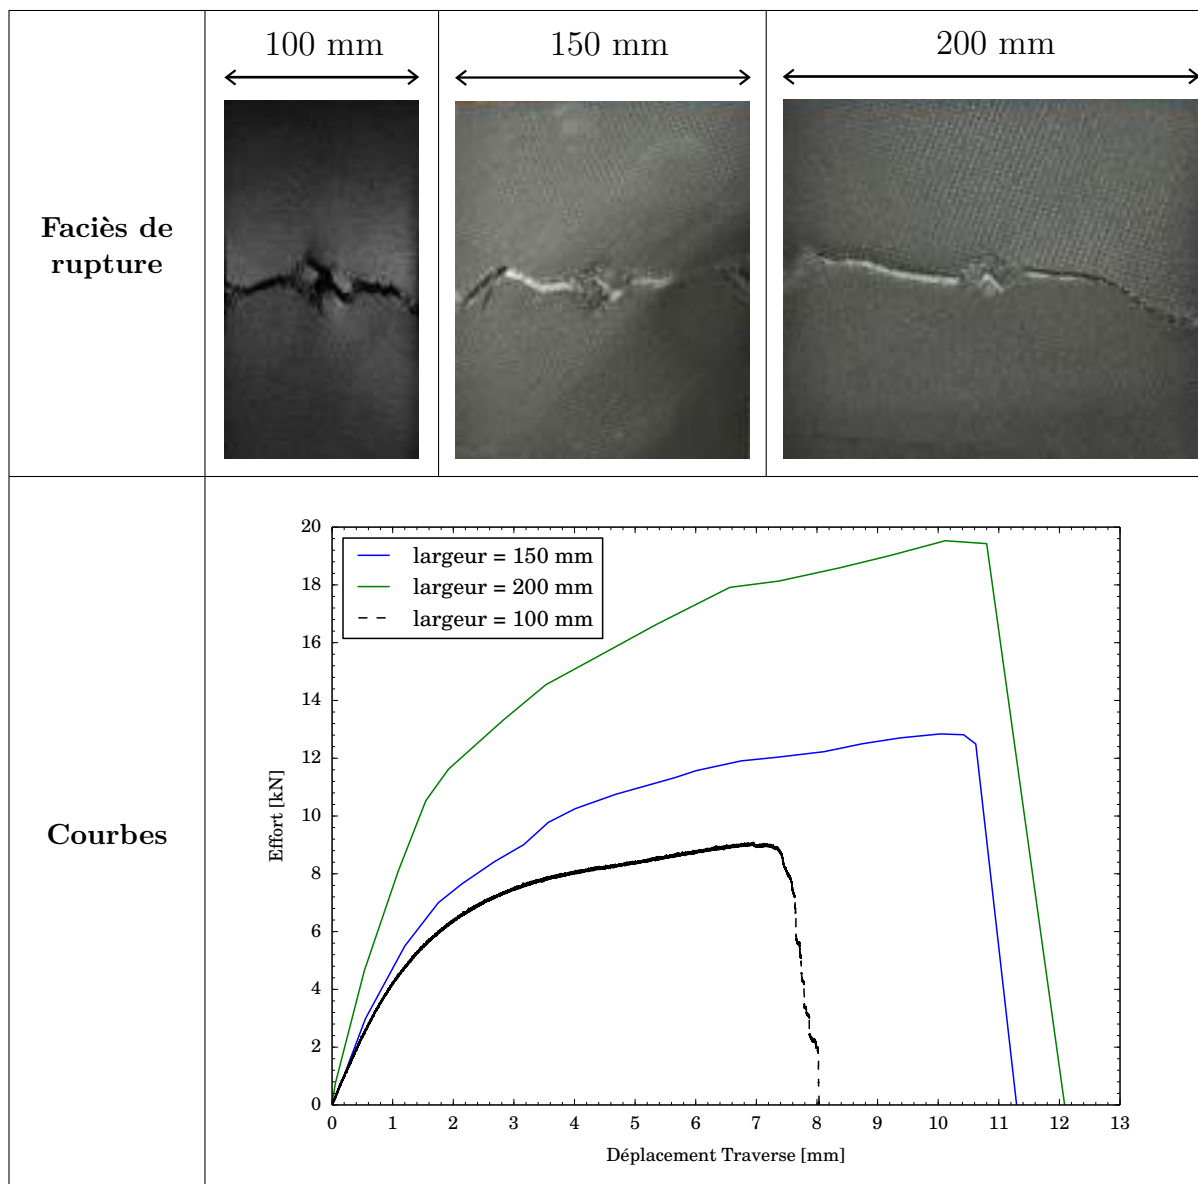 100 mm
150 mm
200 mm
Faciès de
rupture
Courbes
20
18
16
14
12
10
8
6
4
2
0
Effort [kN]
largeur = 150 mm
largeur = 200 mm
largeur = 100 mm
0 1 2 3 4 5 6 7 8 9 10 11 12 13
Déplacement Traverse [mm]